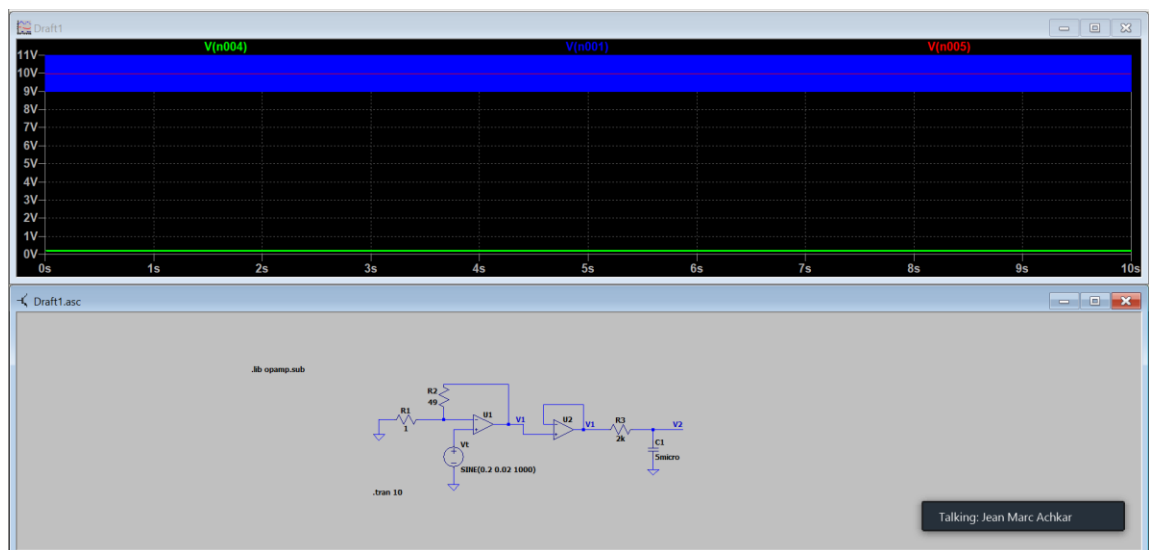 Draft1
V(n004) V(n001) V(n005)
11V
10V
9V
8V
7V
6V
5V
4V
3V
2V
1V
0V
0s 1s 2s 3s 4s 5s 6s 7s 8s 9s 10s
Draft1.asc
.lib opamp.sub
R2
49
R1
1
U1
V1
U2
V1
R3
2k
V2
C1
5micro
Vt
SINE(0.2 0.02 1000)
.tran 10
Talking: Jean Marc Achkar